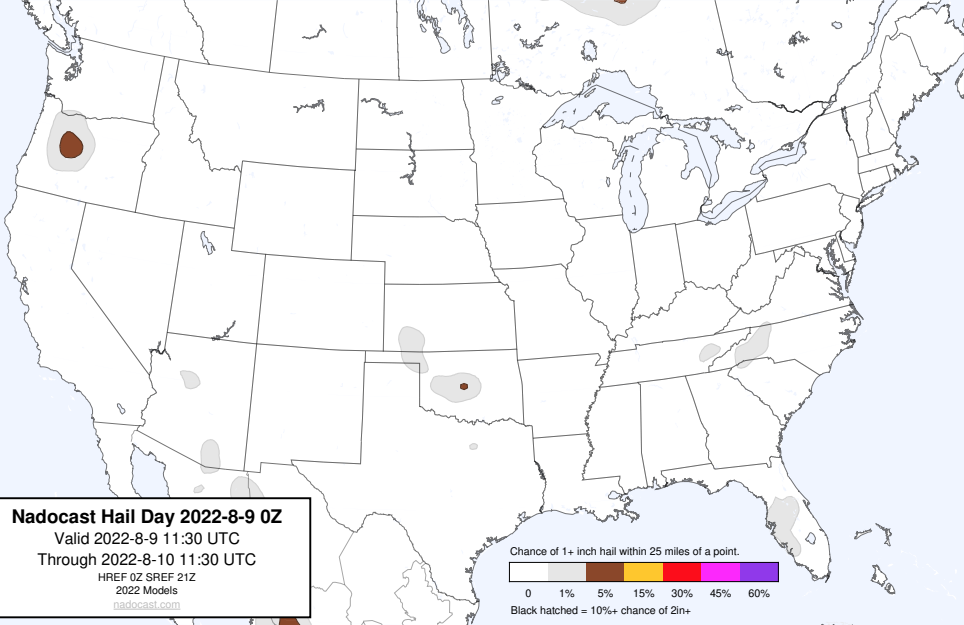 Nadocast Hail Day 2022-8-9 0Z
Valid 2022-8-9 11:30 UTC
Through 2022-8-10 11:30 UTC
HREF 0Z SREF 21Z
2022 Models
nadocast.com
Chance of 1+ inch hail within 25 miles of a point.
0 1% 5% 15% 30% 45% 60%
Black hatched = 10%+ chance of 2in+